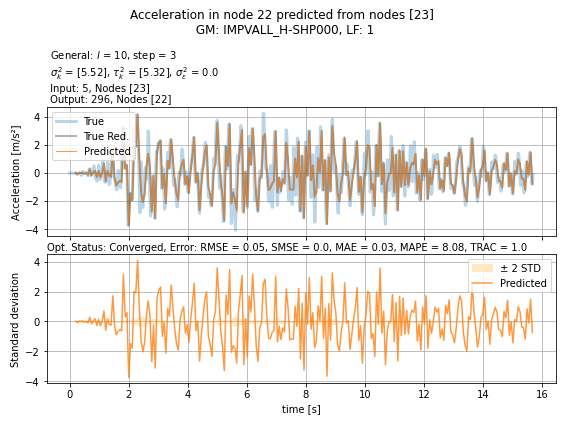 Acceleration in node 22 predicted from nodes [23]
GM: IMPVALL_H-SHP000, LF: 1
General: l = 10, step = 3
σ²ₖ = [5.52], τ²ₖ = [5.32], σ²_ε = 0.0
Input: 5, Nodes [23]
Output: 296, Nodes [22]
True
True Red.
Predicted
Acceleration [m/s²]
4
2
0
−2
−4
Opt. Status: Converged, Error: RMSE = 0.05, SMSE = 0.0, MAE = 0.03, MAPE = 8.08, TRAC = 1.0
± 2 STD
Predicted
Standard deviation
4
2
0
−2
−4
0 2 4 6 8 10 12 14 16
time [s]